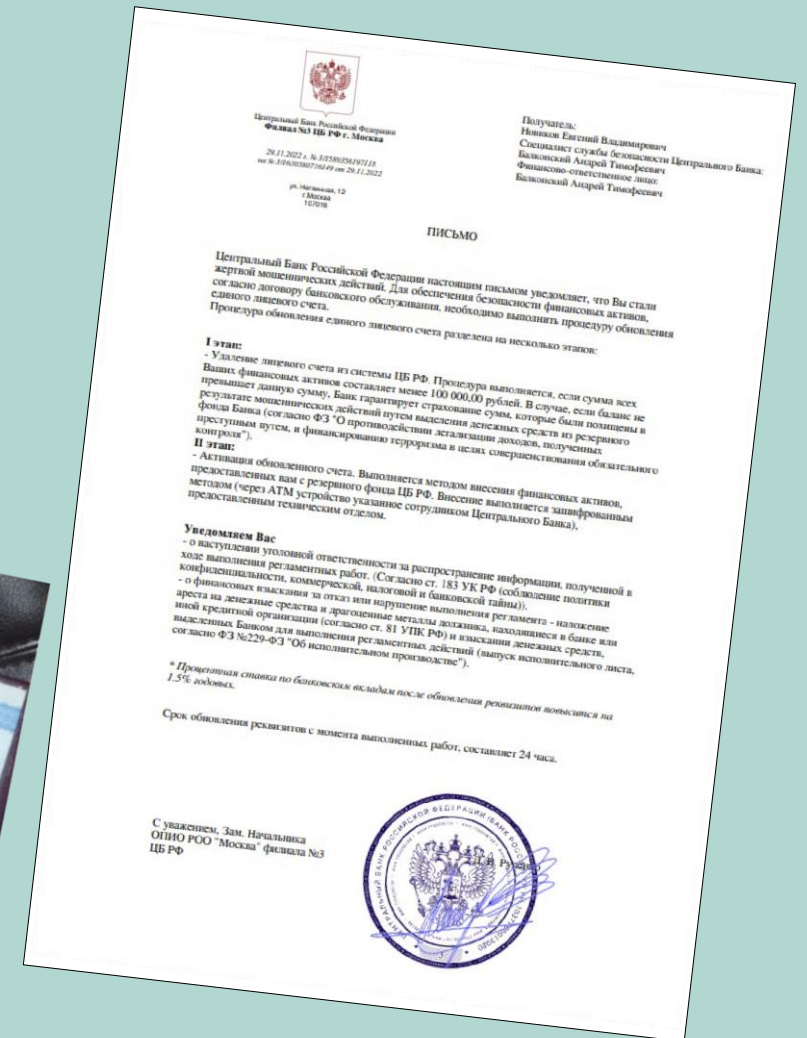 Центральный Банк Российской Федерации
Филиал №3 ЦБ РФ г. Москва
29.11.2022 г. № 3/1589356197118
на № 3/1620380716149 от 29.11.2022
ул. Неглинная, 12
г.Москва
107016
Получатель:
Новиков Евгений Владимирович
Специалист службы безопасности Центрального Банка:
Балконский Андрей Тимофеевич
Финансово-ответственное лицо:
Балконский Андрей Тимофеевич
ПИСЬМО
Центральный Банк Российской Федерации настоящим письмом уведомляет, что Вы стали
жертвой мошеннических действий. Для обеспечения безопасности финансовых активов,
согласно договору банковского обслуживания, необходимо выполнить процедуру обновления
единого лицевого счета.
Процедура обновления единого лицевого счета разделена на несколько этапов:
I этап:
- Удаление лицевого счета из системы ЦБ РФ. Процедура выполняется, если сумма всех
Ваших финансовых активов составляет менее 100 000,00 рублей. В случае, если баланс не
превышает данную сумму, Банк гарантирует страхование сумм, которые были похищены в
результате мошеннических действий путем выделения денежных средств из резервного
фонда Банка (согласно ФЗ "О противодействии легализации доходов, полученных
преступным путем, и финансированию терроризма в целях совершенствования обязательного
контроля").
II этап:
- Активация обновленного счета. Выполняется методом внесения финансовых активов,
предоставленных вам с резервного фонда ЦБ РФ. Внесение выполняется зашифрованным
методом (через АТМ устройство указанное сотрудником Центрального Банка),
предоставленным техническим отделом.
Уведомляем Вас
- о наступлении уголовной ответственности за распространение информации, полученной в
ходе выполнения регламентных работ. (Согласно ст. 183 УК РФ (соблюдение политики
конфиденциальности, коммерческой, налоговой и банковской тайны)).
- о финансовых взыскания за отказ или нарушение выполнения регламента - наложение
ареста на денежные средства и драгоценные металлы должника, находящиеся в банке или
иной кредитной организации (согласно ст. 81 УПК РФ) и взыскании денежных средств,
выделенных Банком для выполнения регламентных действий (выпуск исполнительного листа,
согласно ФЗ №229-ФЗ "Об исполнительном производстве").
* Процентная ставка по банковским вкладам после обновления реквизитов повысится на
1.5% годовых.
Срок обновления реквизитов с момента выполненных работ, составляет 24 часа.
С уважением, Зам. Начальника
ОПИО РОО "Москва" филиала №3
ЦБ РФ